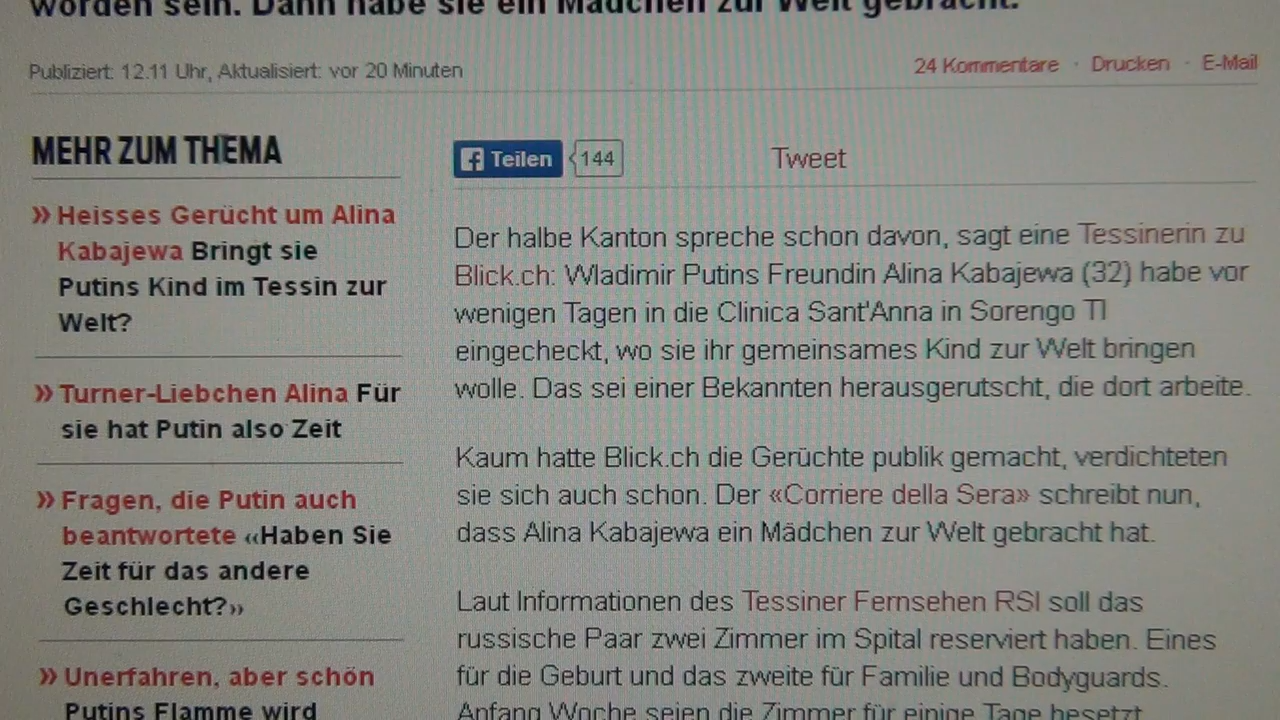 worden sein. Dann habe sie ein Mädchen zur Welt gebracht.
Publiziert: 12.11 Uhr, Aktualisiert: vor 20 Minuten
24 Kommentare · Drucken · E-Mail
MEHR ZUM THEMA
» Heisses Gerücht um Alina
Kabajewa Bringt sie
Putins Kind im Tessin zur
Welt?
» Turner-Liebchen Alina Für
sie hat Putin also Zeit
» Fragen, die Putin auch
beantwortete «Haben Sie
Zeit für das andere
Geschlecht?»
» Unerfahren, aber schön
Putins Flamme wird
f Teilen 144
Tweet
Der halbe Kanton spreche schon davon, sagt eine Tessinerin zu
Blick.ch: Wladimir Putins Freundin Alina Kabajewa (32) habe vor
wenigen Tagen in die Clinica Sant'Anna in Sorengo TI
eingecheckt, wo sie ihr gemeinsames Kind zur Welt bringen
wolle. Das sei einer Bekannten herausgerutscht, die dort arbeite.
Kaum hatte Blick.ch die Gerüchte publik gemacht, verdichteten
sie sich auch schon. Der «Corriere della Sera» schreibt nun,
dass Alina Kabajewa ein Mädchen zur Welt gebracht hat.
Laut Informationen des Tessiner Fernsehen RSI soll das
russische Paar zwei Zimmer im Spital reserviert haben. Eines
für die Geburt und das zweite für Familie und Bodyguards.
Anfang Woche seien die Zimmer für einige Tage besetzt